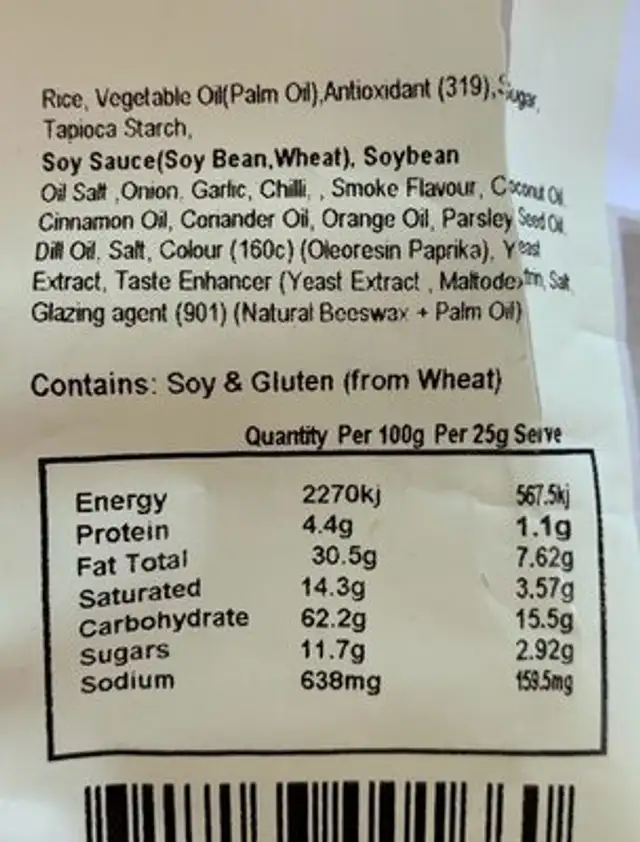 Rice, Vegetable Oil(Palm Oil),Antioxidant (319),Sugar,
Tapioca Starch,
Soy Sauce(Soy Bean,Wheat), Soybean
Oil Salt ,Onion, Garlic, Chilli, , Smoke Flavour, Coconut Oil
Cinnamon Oil, Coriander Oil, Orange Oil, Parsley Seed Oil,
Dill Oil, Salt, Colour (160c) (Oleoresin Paprika), Yeast
Extract, Taste Enhancer (Yeast Extract , Maltodextrin, Salt
Glazing agent (901) (Natural Beeswax + Palm Oil)
Contains: Soy & Gluten (from Wheat)
Quantity Per 100g Per 25g Serve
Energy 2270kj 567.5kj
Protein 4.4g 1.1g
Fat Total 30.5g 7.62g
Saturated 14.3g 3.57g
Carbohydrate 62.2g 15.5g
Sugars 11.7g 2.92g
Sodium 638mg 159.5mg